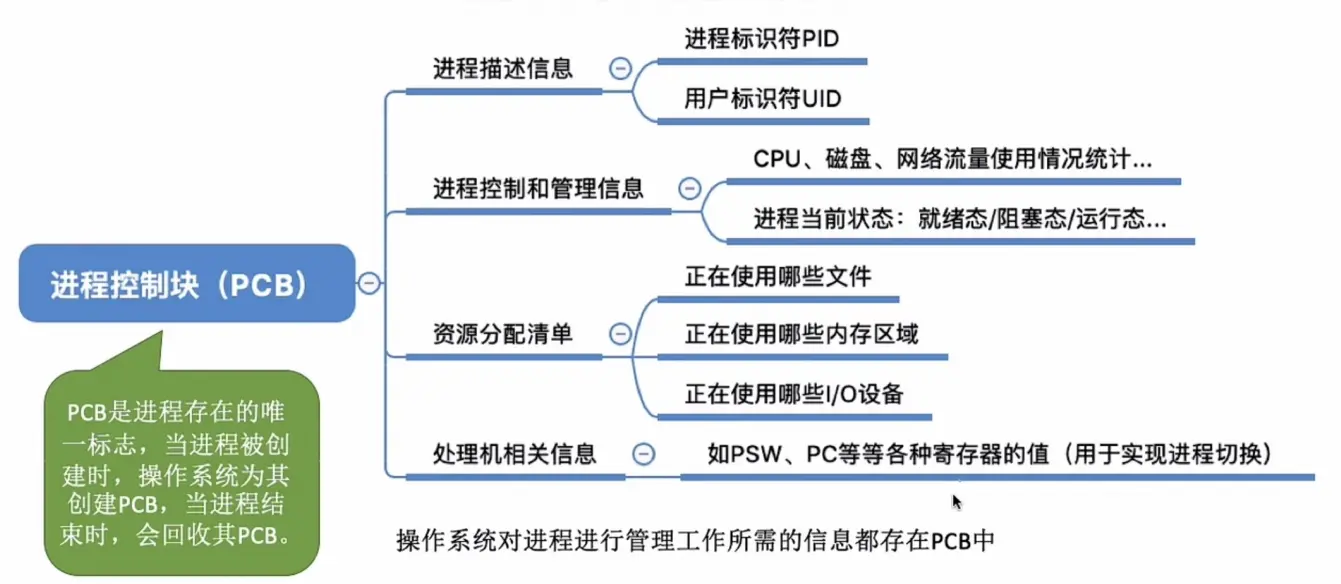 进程标识符PID
进程描述信息
用户标识符UID
CPU、磁盘、网络流量使用情况统计...
进程控制和管理信息
进程当前状态：就绪态/阻塞态/运行态...
进程控制块（PCB）
正在使用哪些文件
资源分配清单
正在使用哪些内存区域
正在使用哪些I/O设备
处理机相关信息
如PSW、PC等等各种寄存器的值（用于实现进程切换）
PCB是进程存在的唯
一标志，当进程被创
建时，操作系统为其
创建PCB，当进程结
束时，会回收其PCB。
操作系统对进程进行管理工作所需的信息都存在PCB中